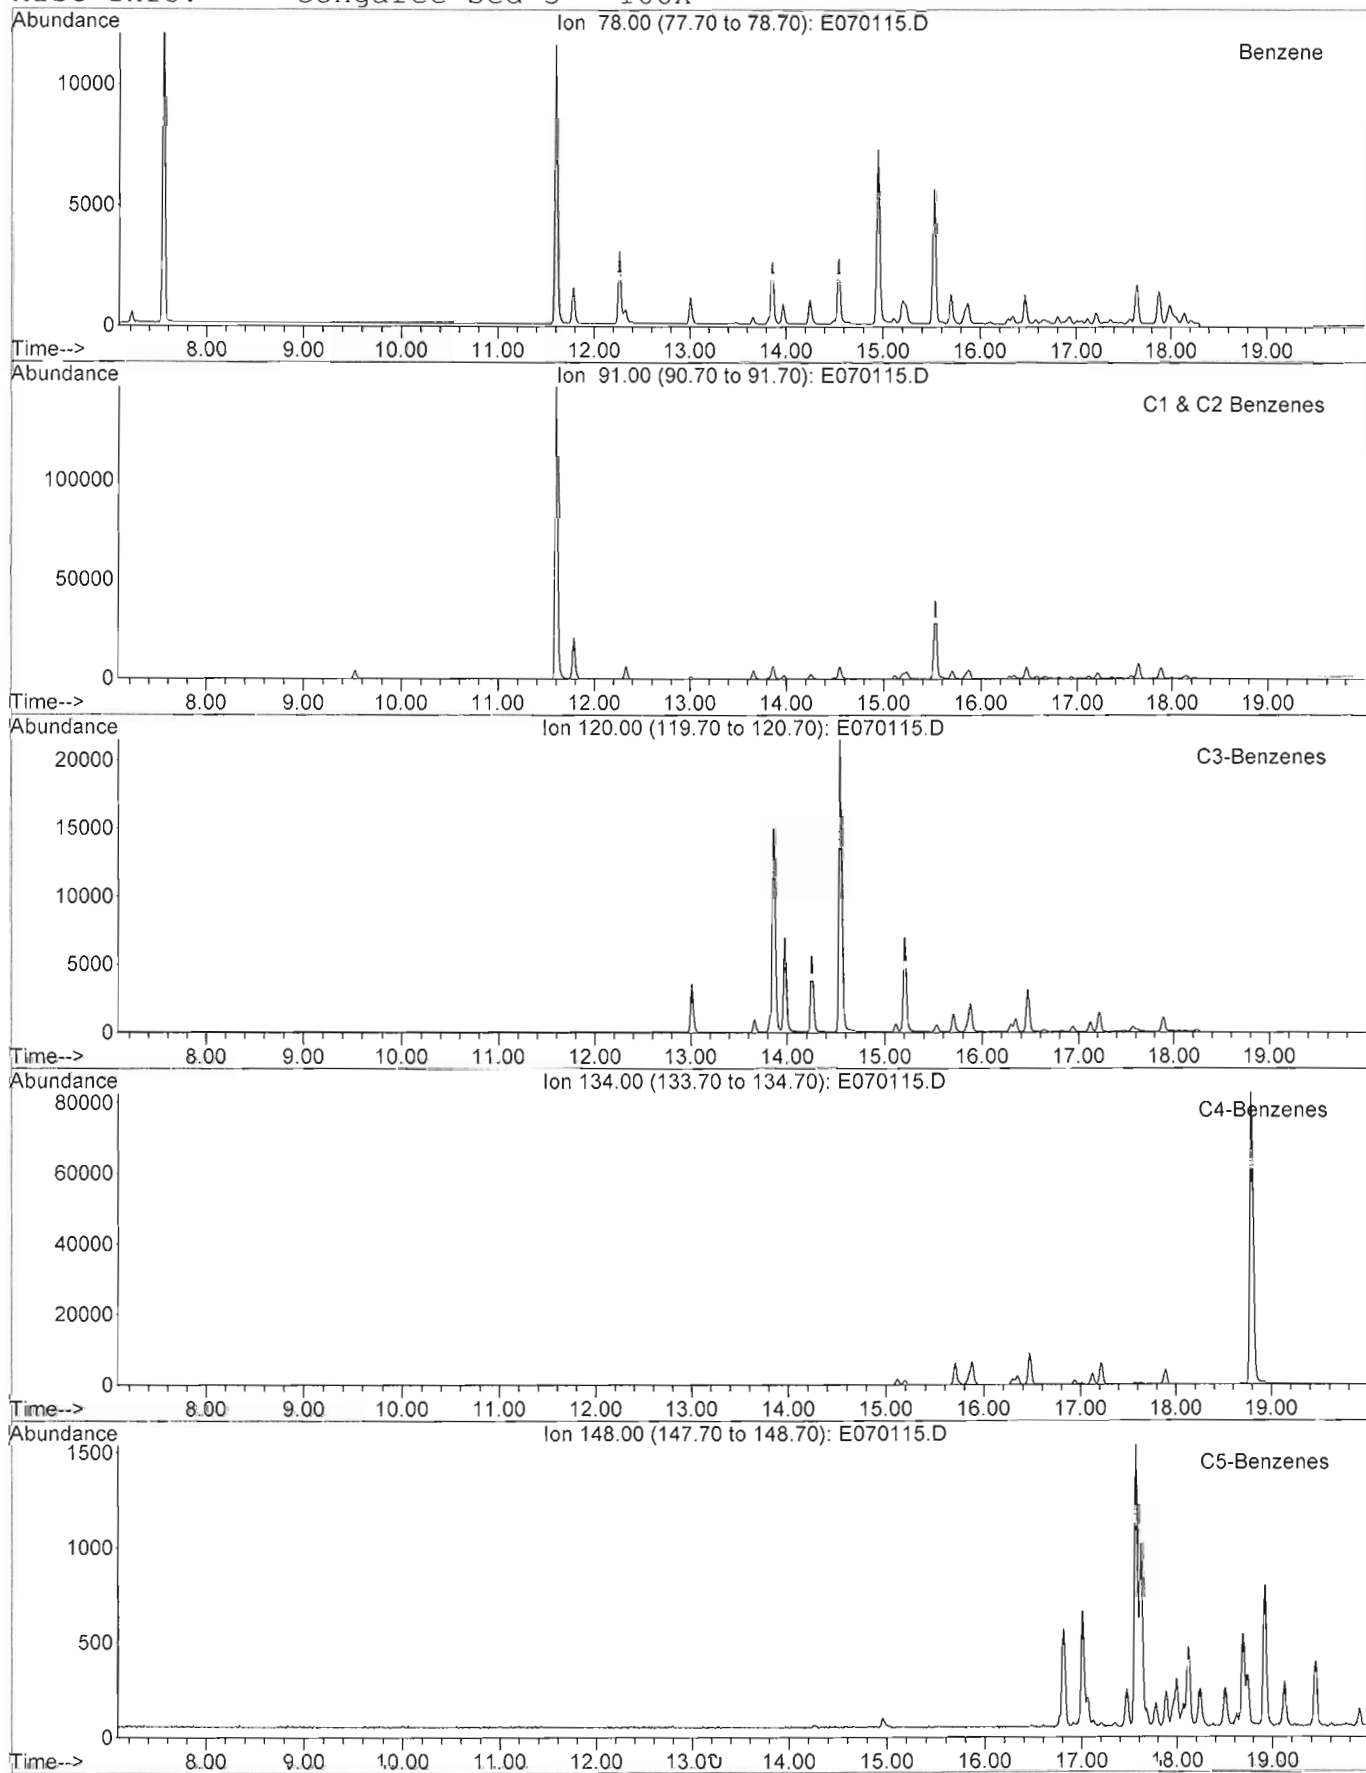 Misc Info: Congaree Sed 3 100X
Abundance
Ion 78.00 (77.70 to 78.70): E070115.D
Benzene
10000
5000
0
Time--> 8.00 9.00 10.00 11.00 12.00 13.00 14.00 15.00 16.00 17.00 18.00 19.00
Abundance
Ion 91.00 (90.70 to 91.70): E070115.D
C1 & C2 Benzenes
100000
50000
0
Time--> 8.00 9.00 10.00 11.00 12.00 13.00 14.00 15.00 16.00 17.00 18.00 19.00
Abundance
Ion 120.00 (119.70 to 120.70): E070115.D
C3-Benzenes
20000
15000
10000
5000
0
Time--> 8.00 9.00 10.00 11.00 12.00 13.00 14.00 15.00 16.00 17.00 18.00 19.00
Abundance
Ion 134.00 (133.70 to 134.70): E070115.D
C4-Benzenes
80000
60000
40000
20000
0
Time--> 8.00 9.00 10.00 11.00 12.00 13.00 14.00 15.00 16.00 17.00 18.00 19.00
Abundance
Ion 148.00 (147.70 to 148.70): E070115.D
C5-Benzenes
1500
1000
500
0
Time--> 8.00 9.00 10.00 11.00 12.00 13.00 14.00 15.00 16.00 17.00 18.00 19.00